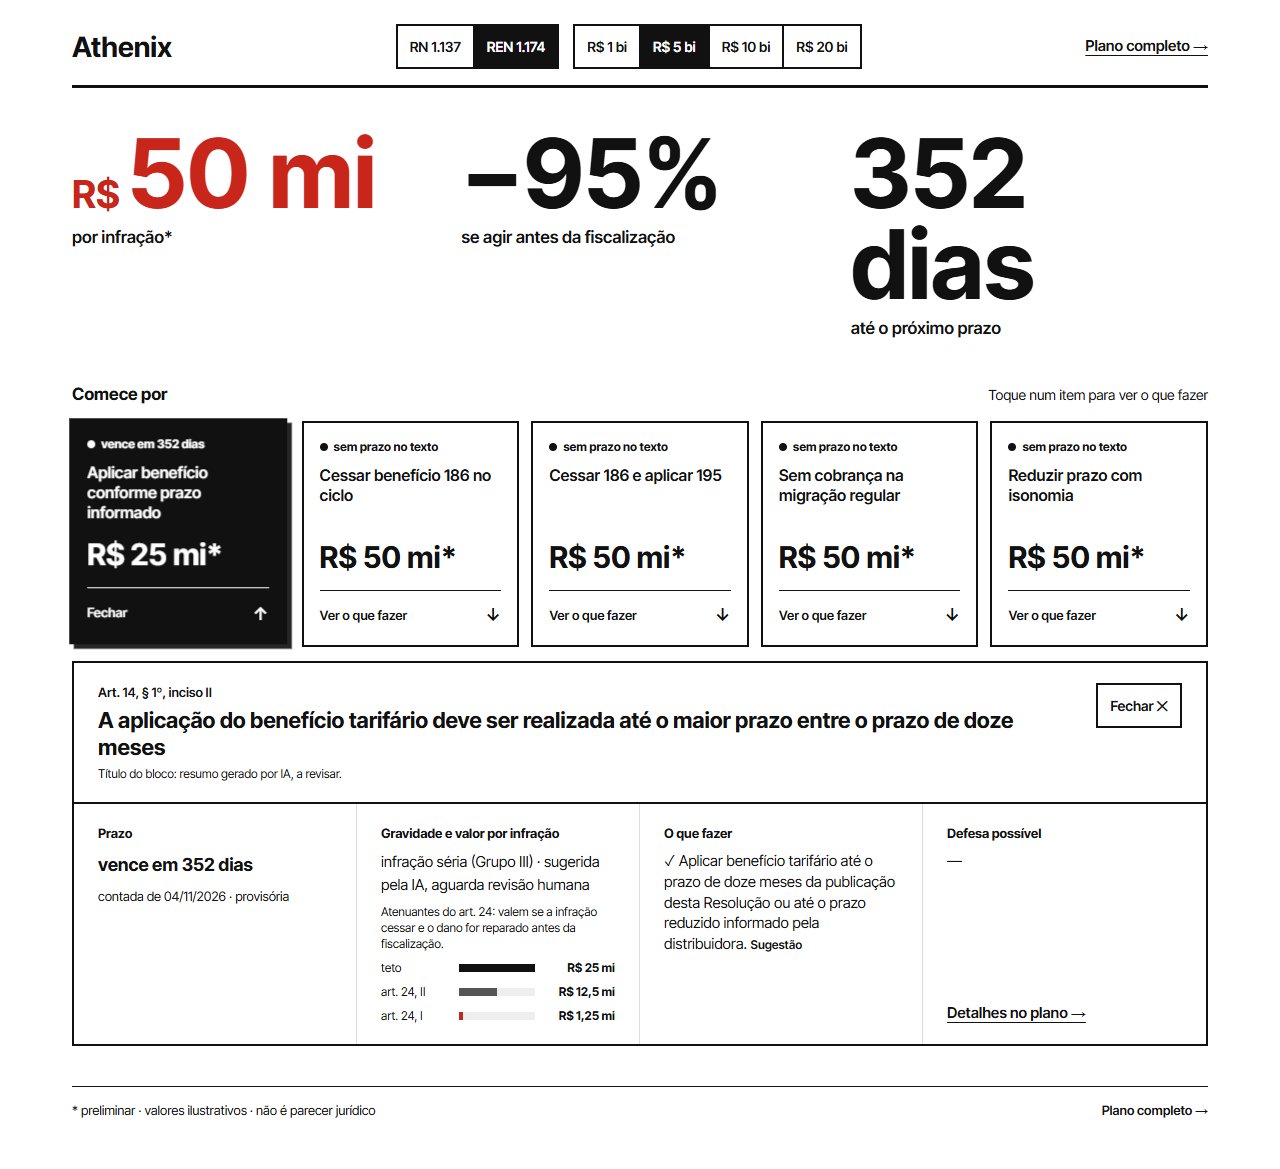 Athenix
RN 1.137 REN 1.174 R$ 1 bi R$ 5 bi R$ 10 bi R$ 20 bi
Plano completo →
R$ 50 mi
por infração*
–95%
se agir antes da fiscalização
352
dias
até o próximo prazo
Comece por
Toque num item para ver o que fazer
vence em 352 dias
Aplicar benefício
conforme prazo
informado
R$ 25 mi*
Fechar ↑
sem prazo no texto
Cessar benefício 186 no
ciclo
R$ 50 mi*
Ver o que fazer ↓
sem prazo no texto
Cessar 186 e aplicar 195
R$ 50 mi*
Ver o que fazer ↓
sem prazo no texto
Sem cobrança na
migração regular
R$ 50 mi*
Ver o que fazer ↓
sem prazo no texto
Reduzir prazo com
isonomia
R$ 50 mi*
Ver o que fazer ↓
Art. 14, § 1º, inciso II
A aplicação do benefício tarifário deve ser realizada até o maior prazo entre o prazo de doze
meses
Título do bloco: resumo gerado por IA, a revisar.
Fechar ✕
Prazo
vence em 352 dias
contada de 04/11/2026 · provisória
Gravidade e valor por infração
infração séria (Grupo III) · sugerida
pela IA, aguarda revisão humana
Atenuantes do art. 24: valem se a infração
cessar e o dano for reparado antes da
fiscalização.
teto R$ 25 mi
art. 24, II R$ 12,5 mi
art. 24, I R$ 1,25 mi
O que fazer
✓ Aplicar benefício tarifário até o
prazo de doze meses da publicação
desta Resolução ou até o prazo
reduzido informado pela
distribuidora. Sugestão
Defesa possível
—
Detalhes no plano →
* preliminar · valores ilustrativos · não é parecer jurídico
Plano completo →